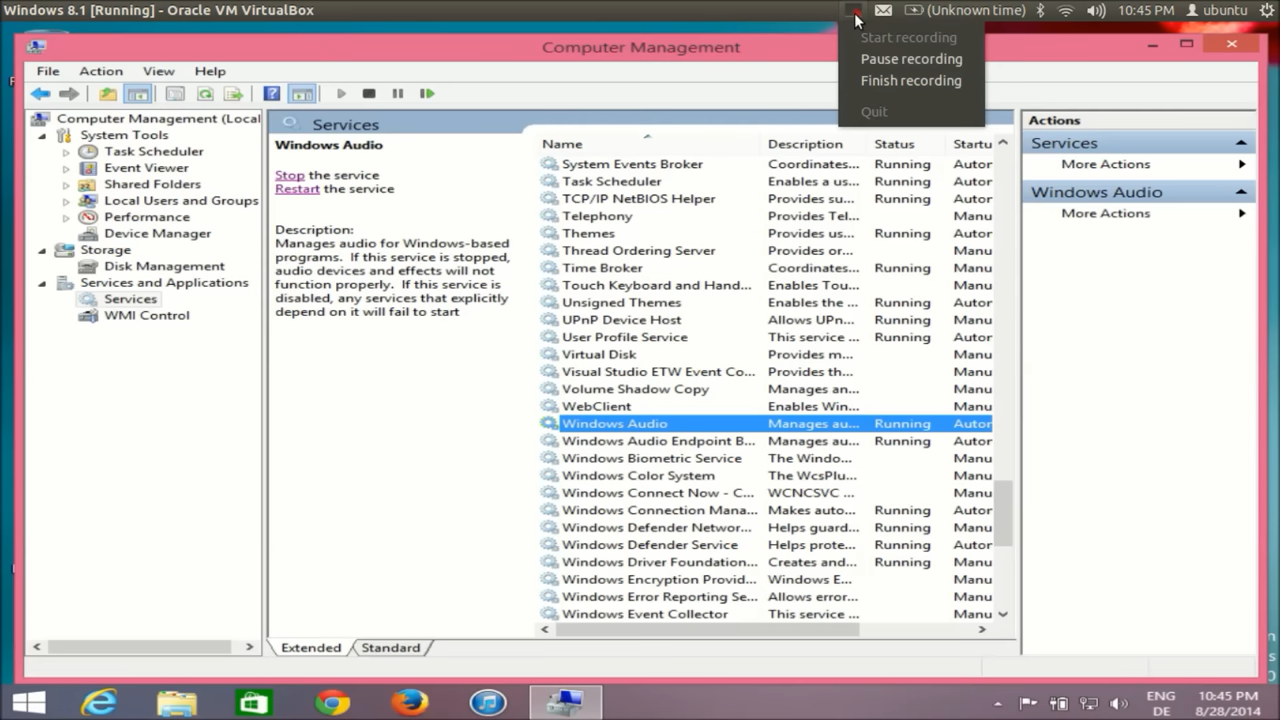 Windows 8.1 [Running] - Oracle VM VirtualBox
(Unknown time)
10:45 PM
ubuntu
Start recording
Pause recording
Finish recording
Quit
Computer Management
File Action View Help
Computer Management (Local
System Tools
Task Scheduler
Event Viewer
Shared Folders
Local Users and Groups
Performance
Device Manager
Storage
Disk Management
Services and Applications
Services
WMI Control
Services
Windows Audio
Stop the service
Restart the service
Description:
Manages audio for Windows-based
programs. If this service is stopped,
audio devices and effects will not
function properly. If this service is
disabled, any services that explicitly
depend on it will fail to start
Name Description Status Startu
System Events Broker Coordinates... Running Autor
Task Scheduler Enables a us... Running Autor
TCP/IP NetBIOS Helper Provides su... Running Autor
Telephony Provides Tel... Manu
Themes Provides us... Running Autor
Thread Ordering Server Provides or... Manu
Time Broker Coordinates... Running Manu
Touch Keyboard and Hand... Enables Tou... Manu
Unsigned Themes Enables the ... Running Autor
UPnP Device Host Allows UPn... Running Manu
User Profile Service This service ... Running Autor
Virtual Disk Provides m... Manu
Visual Studio ETW Event Co... Provides th... Manu
Volume Shadow Copy Manages an... Manu
WebClient Enables Win... Manu
Windows Audio Manages au... Running Autor
Windows Audio Endpoint B... Manages au... Running Autor
Windows Biometric Service The Windo... Manu
Windows Color System The WcsPlu... Manu
Windows Connect Now - C... WCNCSVC ... Manu
Windows Connection Mana... Makes auto... Running Autor
Windows Defender Networ... Helps guard... Running Manu
Windows Defender Service Helps prote... Running Autor
Windows Driver Foundation... Creates and... Running Manu
Windows Encryption Provid... Windows E... Manu
Windows Error Reporting Se... Allows error... Manu
Windows Event Collector This service ... Manu
Extended Standard
Actions
Services
More Actions
Windows Audio
More Actions
ENG
DE
10:45 PM
8/28/2014